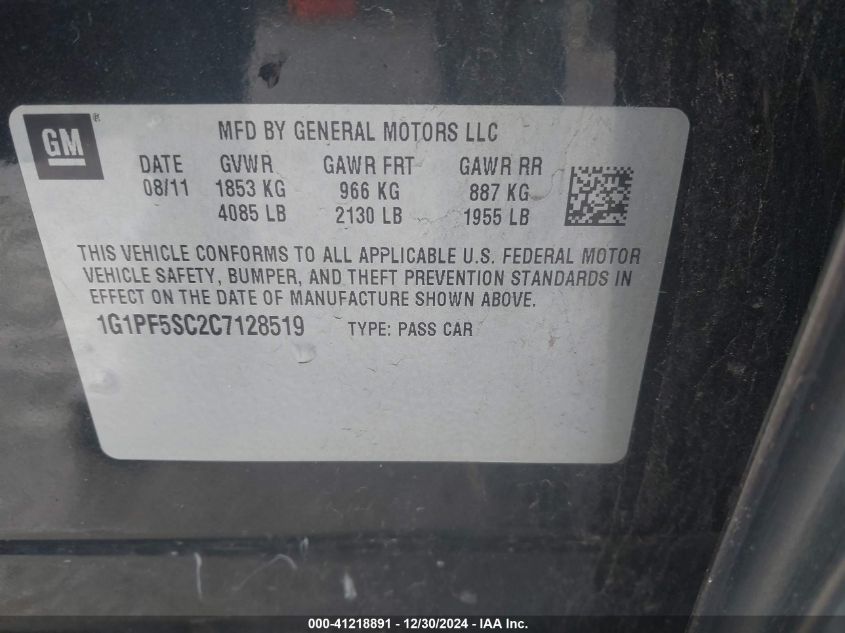 GM ®
MFD BY GENERAL MOTORS LLC
DATE GVWR GAWR FRT GAWR RR
08/11 1853 KG 966 KG 887 KG
4085 LB 2130 LB 1955 LB
THIS VEHICLE CONFORMS TO ALL APPLICABLE U.S. FEDERAL MOTOR
VEHICLE SAFETY, BUMPER, AND THEFT PREVENTION STANDARDS IN
EFFECT ON THE DATE OF MANUFACTURE SHOWN ABOVE.
1G1PF5SC2C7128519 TYPE: PASS CAR
000-41218891 - 12/30/2024 - IAA Inc.